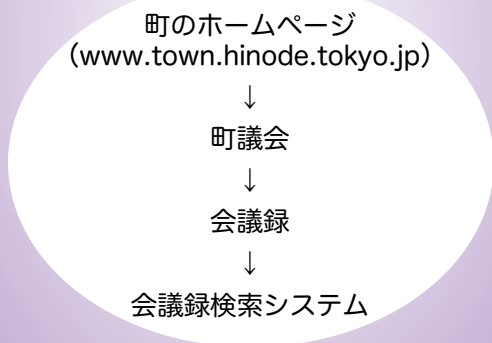 町のホームページ
（www.town.hinode.tokyo.jp）
↓
町議会
↓
会議録
↓
会議録検索システム